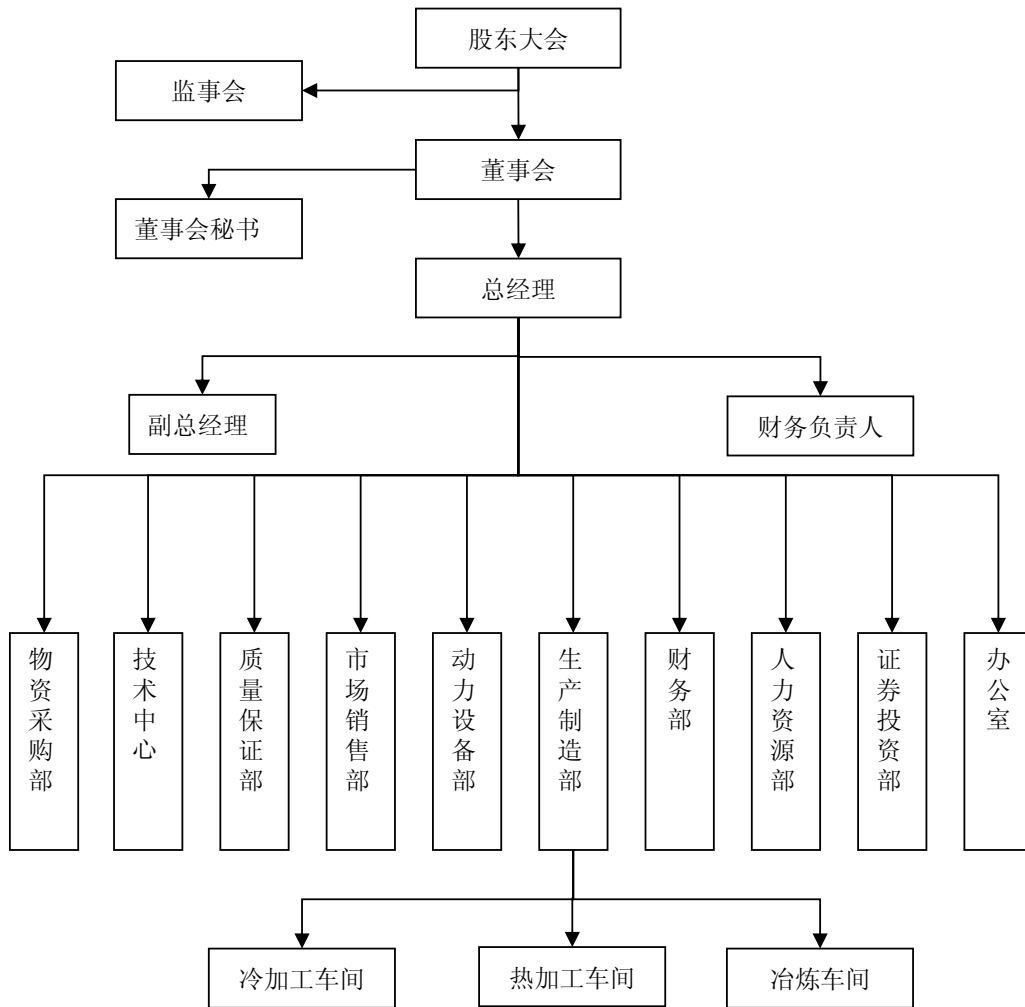 股东大会
监事会
董事会
董事会秘书
总经理
副总经理
财务负责人
物资采购部
技术中心
质量保证部
市场销售部
动力设备部
生产制造部
财务部
人力资源部
证券投资部
办公室
冷加工车间
热加工车间
冶炼车间